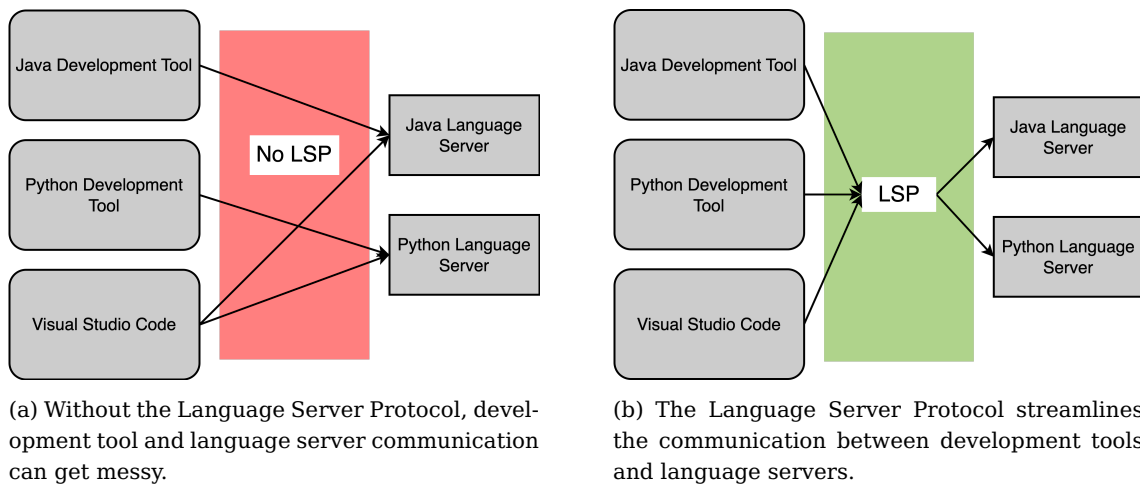 Java Development Tool
No LSP
Java Language
Server
Python Development
Tool
Python Language
Server
Visual Studio Code
(a) Without the Language Server Protocol, devel-
opment tool and language server communication
can get messy.
Java Development Tool
Java Language
Server
Python Development
Tool
LSP
Python Language
Server
Visual Studio Code
(b) The Language Server Protocol streamlines
the communication between development tools
and language servers.